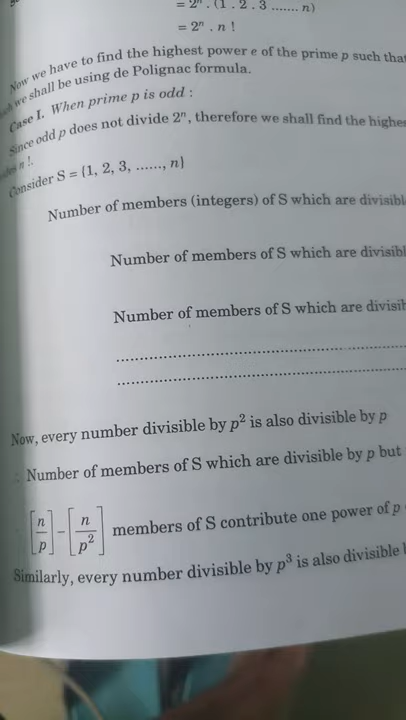 = 2ⁿ . (1 . 2 . 3 ....... n)
= 2ⁿ . n !
Now we have to find the highest power e of the prime p such that
we shall be using de Polignac formula.
Case I. When prime p is odd :
Since odd p does not divide 2ⁿ, therefore we shall find the
n !.
Consider S = {1, 2, 3, ......, n}
Number of members (integers) of S which are
Number of members of S which are
Number of members of S which are
............................................................
............................................................
Now, every number divisible by p² is also divisible by p
Number of members of S which are divisible by p but
[n/p] – [n/p²] members of S contribute one power of p
Similarly, every number divisible by p³ is also divisible